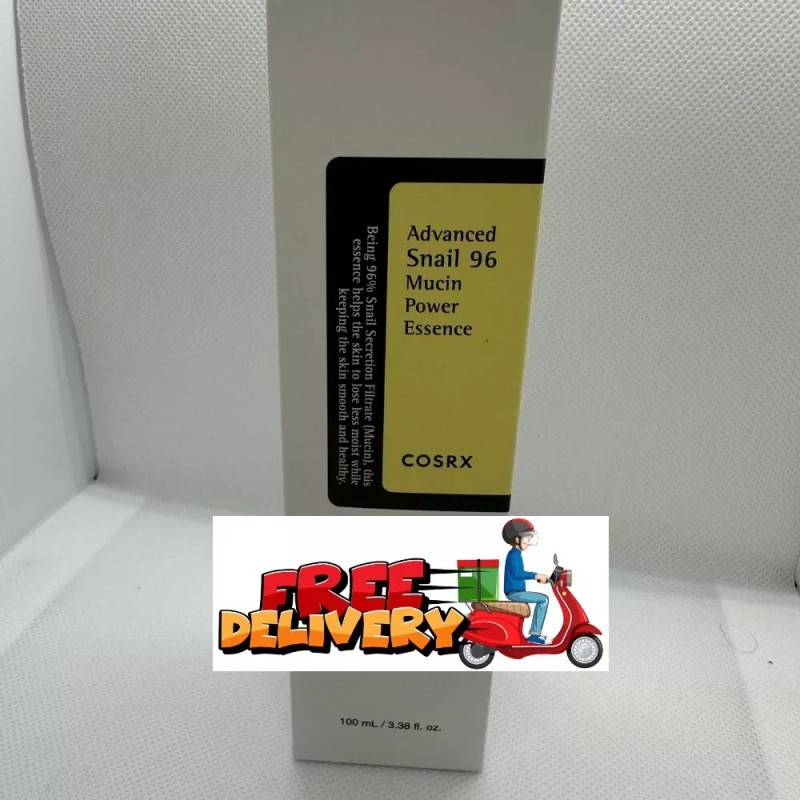 Advanced
Snail 96
Mucin
Power
Essence
COSRX
Being 96% Snail Secretion Filtrate (Mucin), this
essence helps the skin to lose less moist while
keeping the skin smooth and healthy.
FREE
DELIVERY
100 mL / 3.38 fl. oz.